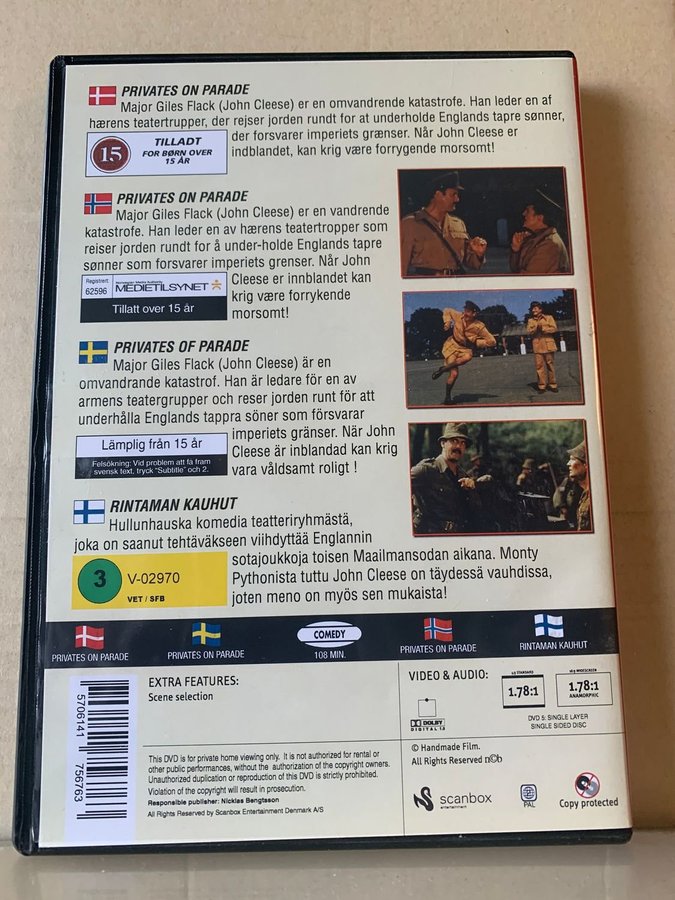 PRIVATES ON PARADE
Major Giles Flack (John Cleese) er en omvandrende katastrofe. Han leder en af
hærens teatertrupper, der rejser jorden rundt for at underholde Englands tapre sønner,
der forsvarer imperiets grænser. Når John Cleese er
indblandet, kan krig være forrygende morsomt!
15
TILLADT
FOR BØRN OVER
15 ÅR
PRIVATES ON PARADE
Major Giles Flack (John Cleese) er en vandrende
katastrofe. Han leder en av hærens teatertropper som
reiser jorden rundt for å under-holde Englands tapre
sønner som forsvarer imperiets grenser. Når John
Cleese er innblandet kan
krig være forrykende
morsomt!
Registrert
62596
MEDIETILSYNET
Tillatt over 15 år
PRIVATES OF PARADE
Major Giles Flack (John Cleese) är en
omvandrande katastrof. Han är ledare för en av
armens teatergrupper och reser jorden runt för att
underhålla Englands tappra söner som försvarar
imperiets gränser. När John
Cleese är inblandad kan krig
vara våldsamt roligt !
Lämplig från 15 år
Felsökning: Vid problem att få fram
svensk text, tryck "Subtitle" och 2.
RINTAMAN KAUHUT
Hullunhauska komedia teatteriryhmästä,
joka on saanut tehtäväkseen viihdyttää Englannin
sotajoukkoja toisen Maailmansodan aikana. Monty
Pythonista tuttu John Cleese on täydessä vauhdissa,
joten meno on myös sen mukaista!
3
V-02970
VET / SFB
PRIVATES ON PARADE
PRIVATES ON PARADE
COMEDY
108 MIN.
PRIVATES ON PARADE
RINTAMAN KAUHUT
5706141
756763
EXTRA FEATURES:
Scene selection
This DVD is for private home viewing only. It is not authorized for rental or
other public performances, without the authorization of the copyright owners.
Unauthorized duplication or reproduction of this DVD is strictly prohibited.
Violation of the copyright will result in prosecution.
Responsible publisher: Nicklas Bengtsson
All Rights Reserved by Scanbox Entertainment Denmark A/S
VIDEO & AUDIO:
DOLBY
DIGITAL
1.78:1
16:9 WIDESCREEN
1.78:1
ANAMORPHIC
DVD 5: SINGLE LAYER
SINGLE SIDED DISC
© Handmade Film.
All Rights Reserved n©b
scanbox
entertainment
PAL
Copy protected